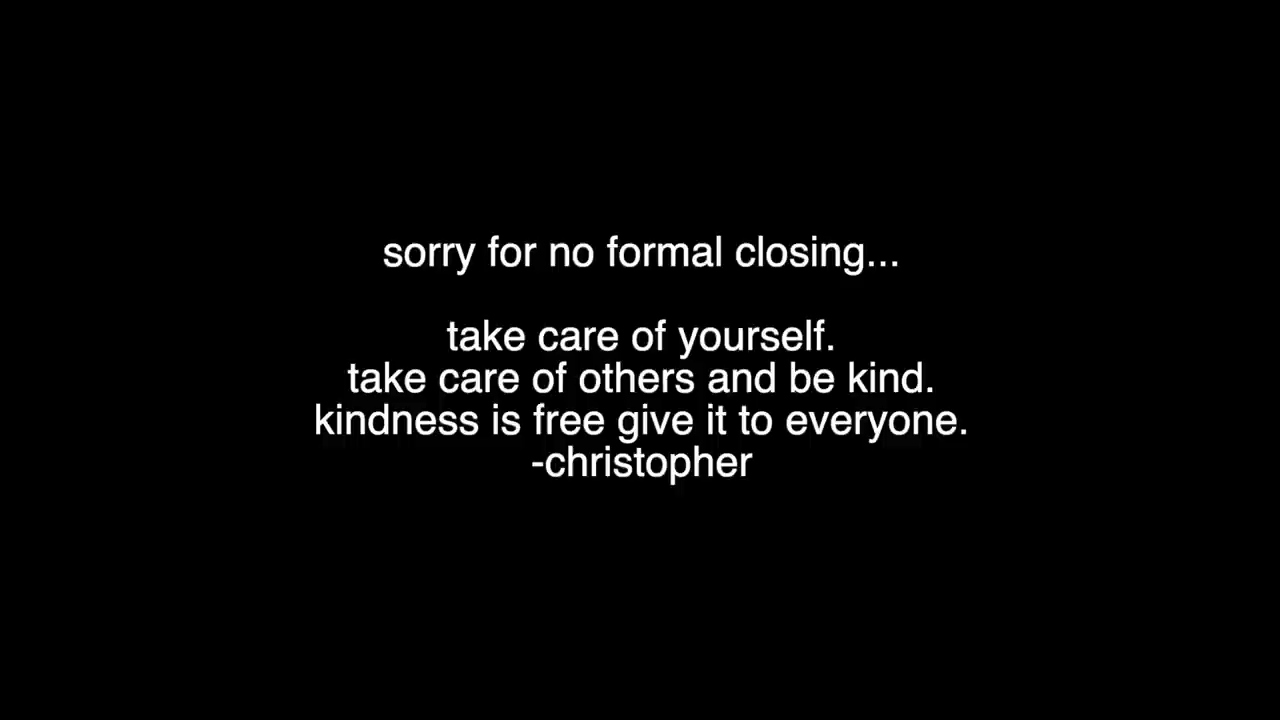 sorry for no formal closing...
take care of yourself.
take care of others and be kind.
kindness is free give it to everyone.
-christopher